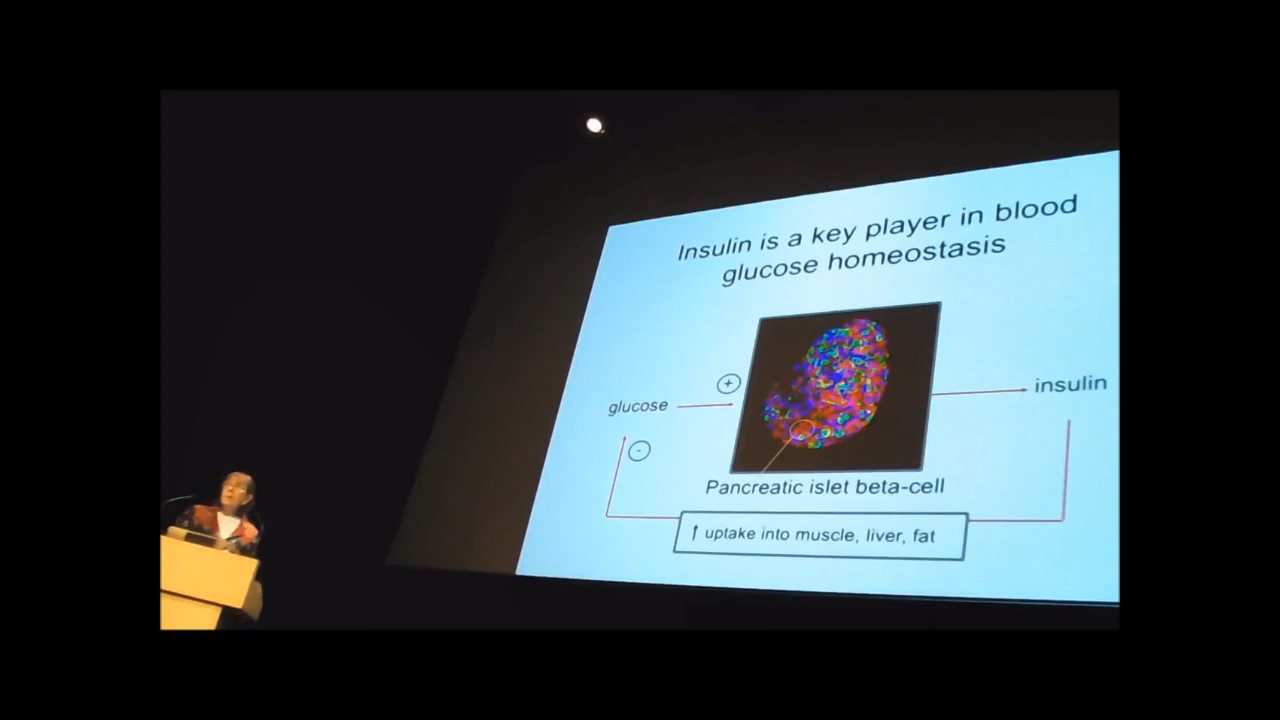 Insulin is a key player in blood
glucose homeostasis
+
glucose
insulin
-
Pancreatic islet beta-cell
↑ uptake into muscle, liver, fat